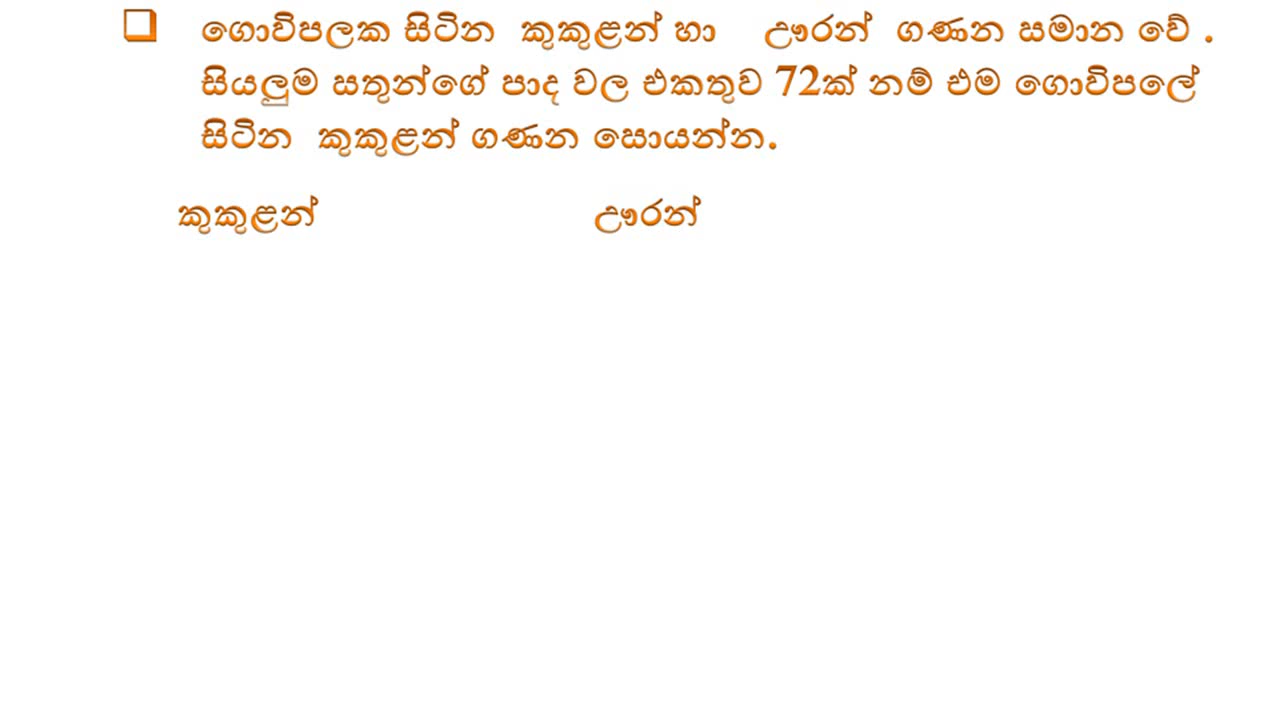 ❑ ගොවිපලක සිටින කුකුළන් හා ඌරන් ගණන සමාන වේ .
සියලුම සතුන්ගේ පාද වල එකතුව 72ක් නම් එම ගොවිපලේ
සිටින කුකුළන් ගණන සොයන්න.
කුකුළන් ඌරන්